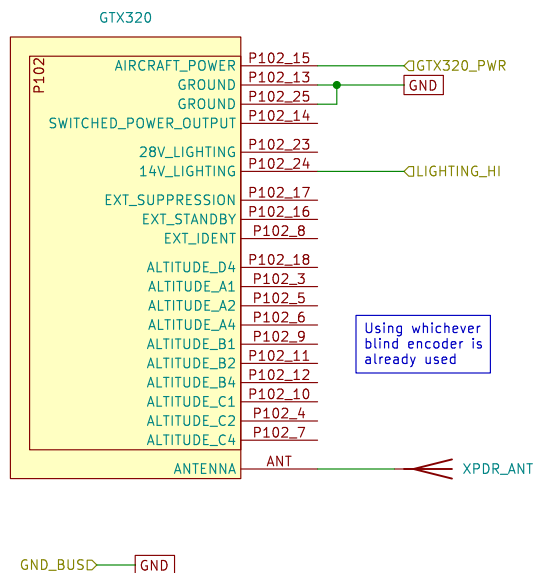 GTX320
P102
AIRCRAFT_POWER P102_15 GTX320_PWR
GROUND P102_13 GND
GROUND P102_25
SWITCHED_POWER_OUTPUT P102_14
28V_LIGHTING P102_23
14V_LIGHTING P102_24 LIGHTING_HI
EXT_SUPPRESSION P102_17
EXT_STANDBY P102_16
EXT_IDENT P102_8
ALTITUDE_D4 P102_18
ALTITUDE_A1 P102_3
ALTITUDE_A2 P102_5
ALTITUDE_A4 P102_6
ALTITUDE_B1 P102_9
ALTITUDE_B2 P102_11
ALTITUDE_B4 P102_12
ALTITUDE_C1 P102_10
ALTITUDE_C2 P102_4
ALTITUDE_C4 P102_7
Using whichever
blind encoder is
already used
ANTENNA ANT XPDR_ANT
GND_BUS GND